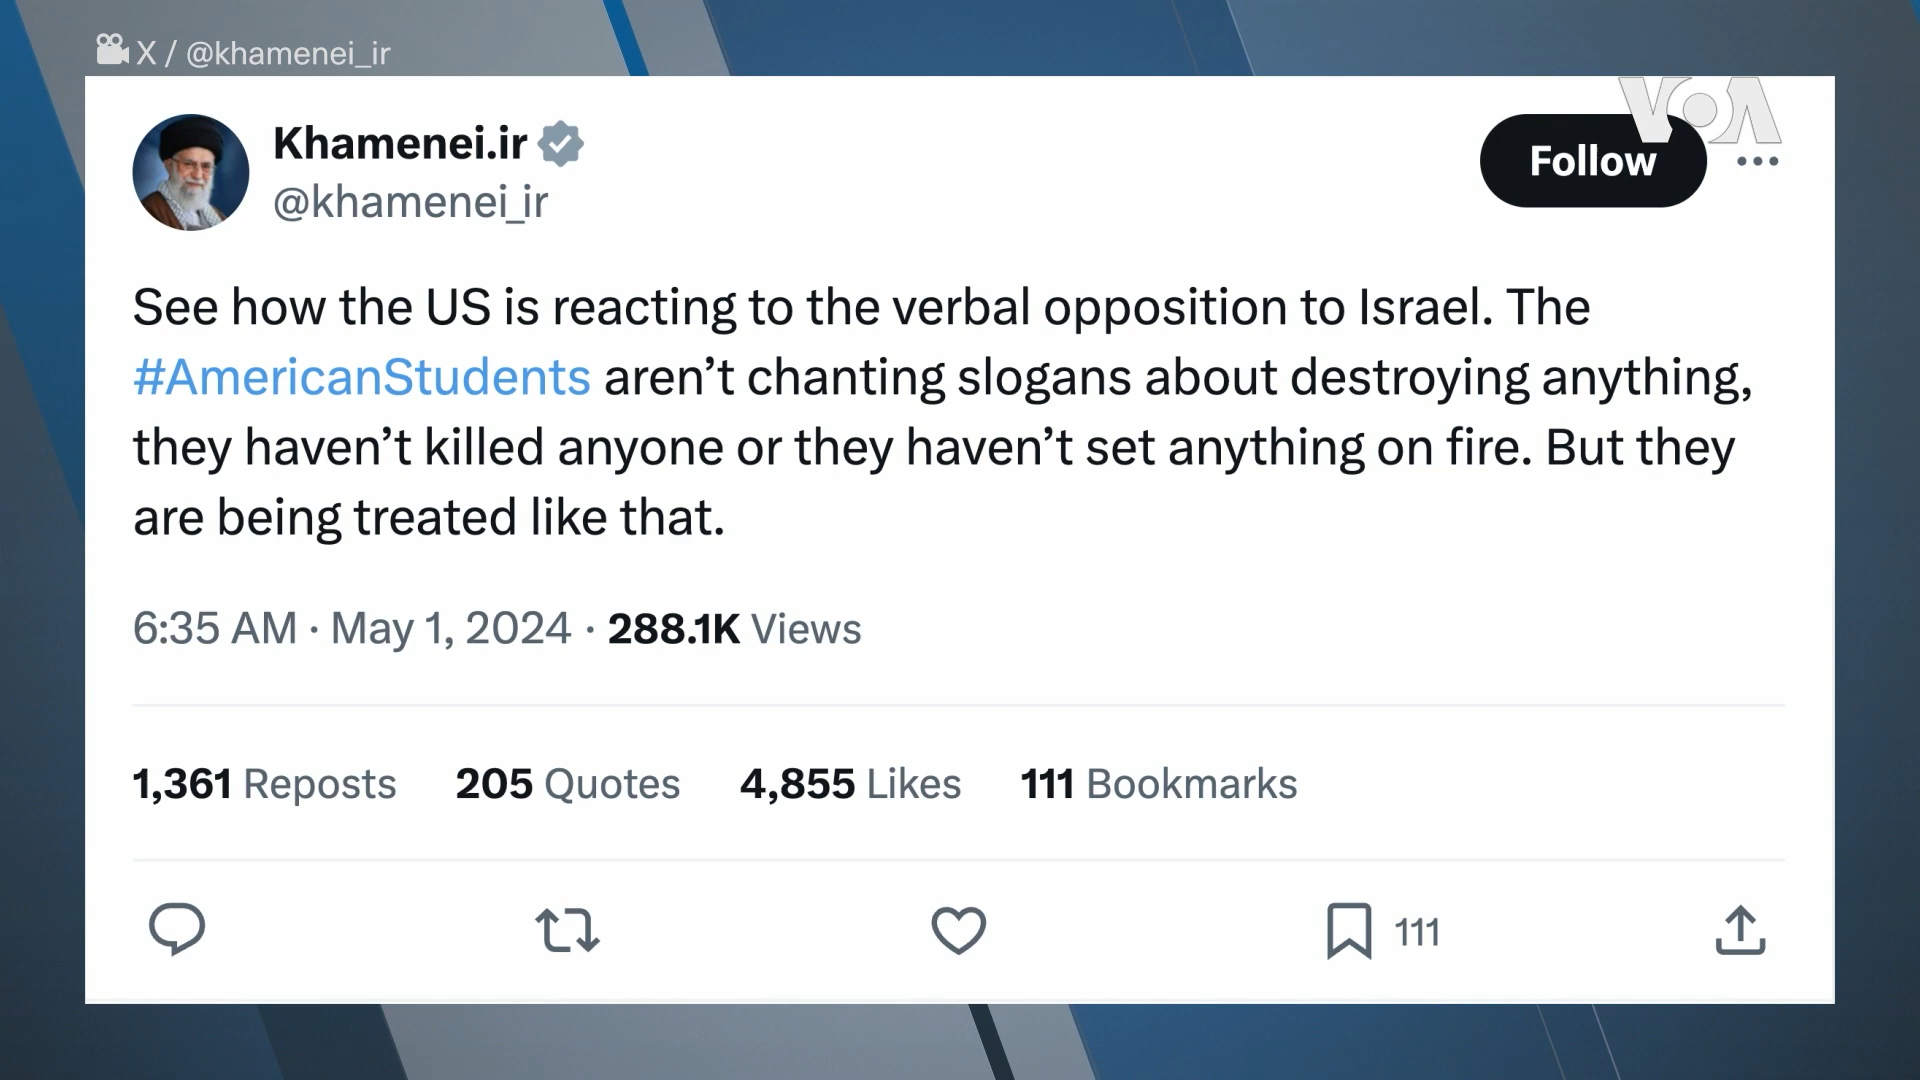 X / @khamenei_ir
VOA
Khamenei.ir
@khamenei_ir
Follow
See how the US is reacting to the verbal opposition to Israel. The
#AmericanStudents aren’t chanting slogans about destroying anything,
they haven’t killed anyone or they haven’t set anything on fire. But they
are being treated like that.
6:35 AM · May 1, 2024 · 288.1K Views
1,361 Reposts 205 Quotes 4,855 Likes 111 Bookmarks
111